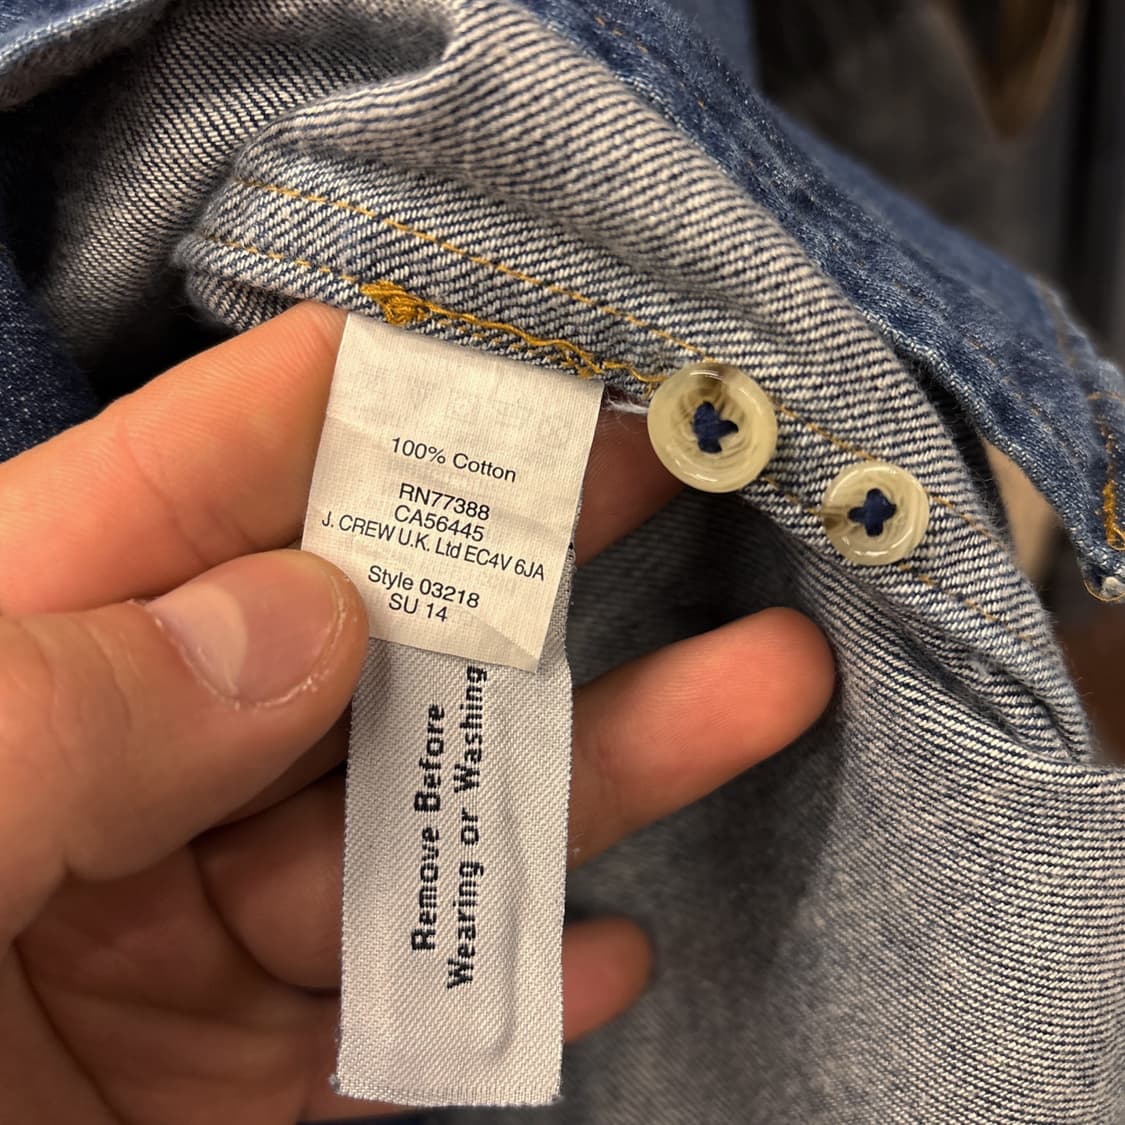 100% Cotton
RN77388
CA56445
J. CREW U.K. Ltd EC4V 6JA
Style 03218
SU 14
Remove Before
Wearing or Washing